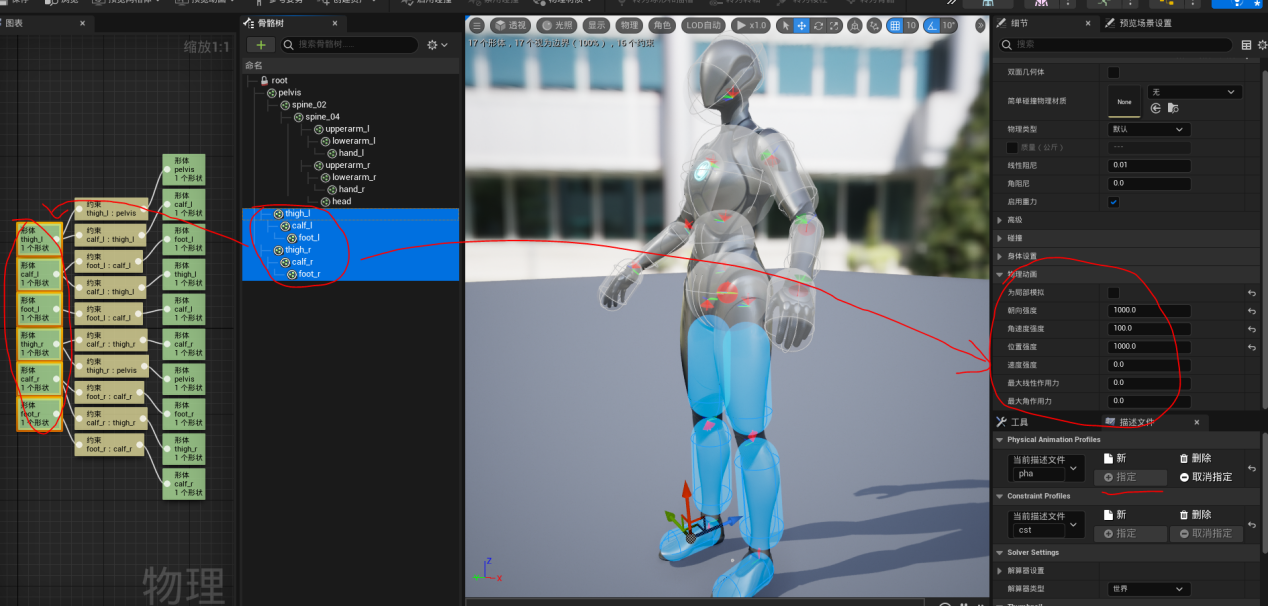 图表
缩放1:1
形体
thigh_l
1 个形状
形体
calf_l
1 个形状
形体
foot_l
1 个形状
形体
thigh_r
1 个形状
形体
calf_r
1 个形状
形体
foot_r
1 个形状
约束
thigh_l : pelvis
约束
calf_l : thigh_l
约束
foot_l : calf_l
约束
calf_l : thigh_l
约束
foot_l : calf_l
约束
calf_r : thigh_r
约束
thigh_r : pelvis
约束
foot_r : calf_r
约束
calf_r : thigh_r
约束
foot_r : calf_r
形体
pelvis
1 个形状
形体
calf_l
1 个形状
形体
foot_l
1 个形状
形体
thigh_l
1 个形状
形体
calf_l
1 个形状
形体
calf_r
1 个形状
形体
pelvis
1 个形状
形体
foot_r
1 个形状
形体
thigh_r
1 个形状
形体
calf_r
1 个形状
物理
骨骼树
搜索骨骼树……
命名
root
pelvis
spine_02
spine_04
upperarm_l
lowerarm_l
hand_l
upperarm_r
lowerarm_r
hand_r
head
thigh_l
calf_l
foot_l
thigh_r
calf_r
foot_r
透视 光照 显示 物理 角色 LOD自动 x1.0 10 10°
17个形体，17个视为边界（100%），16个约束
Z
X
细节 预览场景设置
搜索
双面几何体
简单碰撞物理材质 None 无
物理类型 默认
质量（公斤） ---
线性阻尼 0.01
角阻尼 0.0
启用重力
高级
碰撞
身体设置
物理动画
为局部模拟
朝向强度 1000.0
角速度强度 100.0
位置强度 1000.0
速度强度 0.0
最大线性作用力 0.0
最大角作用力 0.0
工具 描述文件
Physical Animation Profiles
当前描述文件 新 删除
pha 指定 取消指定
Constraint Profiles
当前描述文件 新 删除
cst 指定 取消指定
Solver Settings
解算器设置
解算器类型 世界